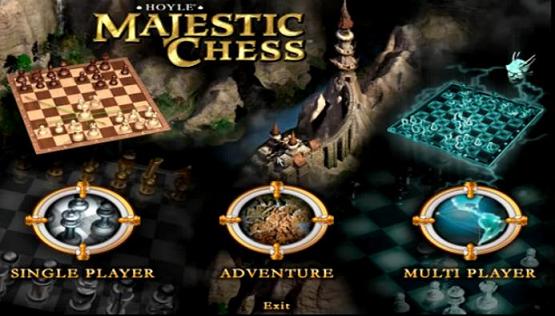 HOYLE
MAJESTIC
CHESS
SINGLE PLAYER
ADVENTURE
MULTI PLAYER
Exit